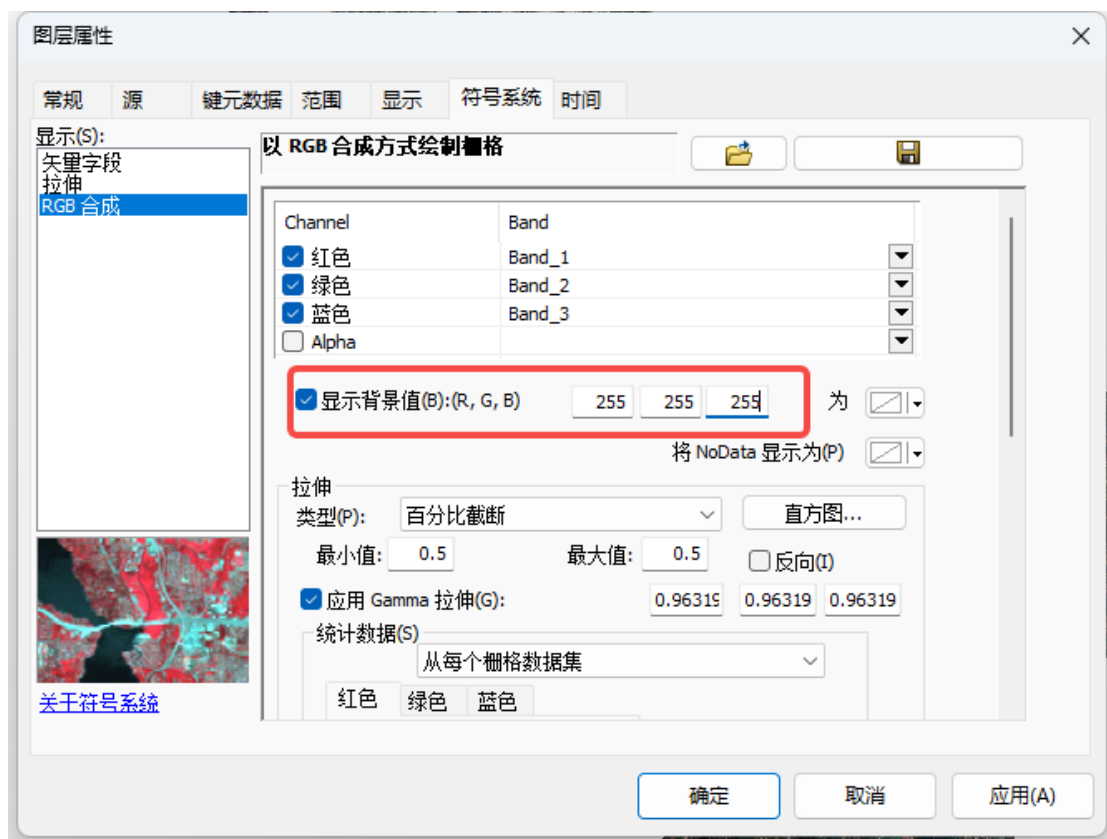 图层属性
常规 源 键元数据 范围 显示 符号系统 时间
显示(S):
矢量字段
拉伸
RGB 合成
以 RGB 合成方式绘制栅格
Channel Band
红色 Band_1
绿色 Band_2
蓝色 Band_3
Alpha
显示背景值(B):(R, G, B) 255 255 255 为
将 NoData 显示为(P)
拉伸
类型(P): 百分比截断 直方图...
最小值: 0.5 最大值: 0.5 反向(I)
应用 Gamma 拉伸(G): 0.96319 0.96319 0.96319
统计数据(S)
从每个栅格数据集
红色 绿色 蓝色
关于符号系统
确定 取消 应用(A)